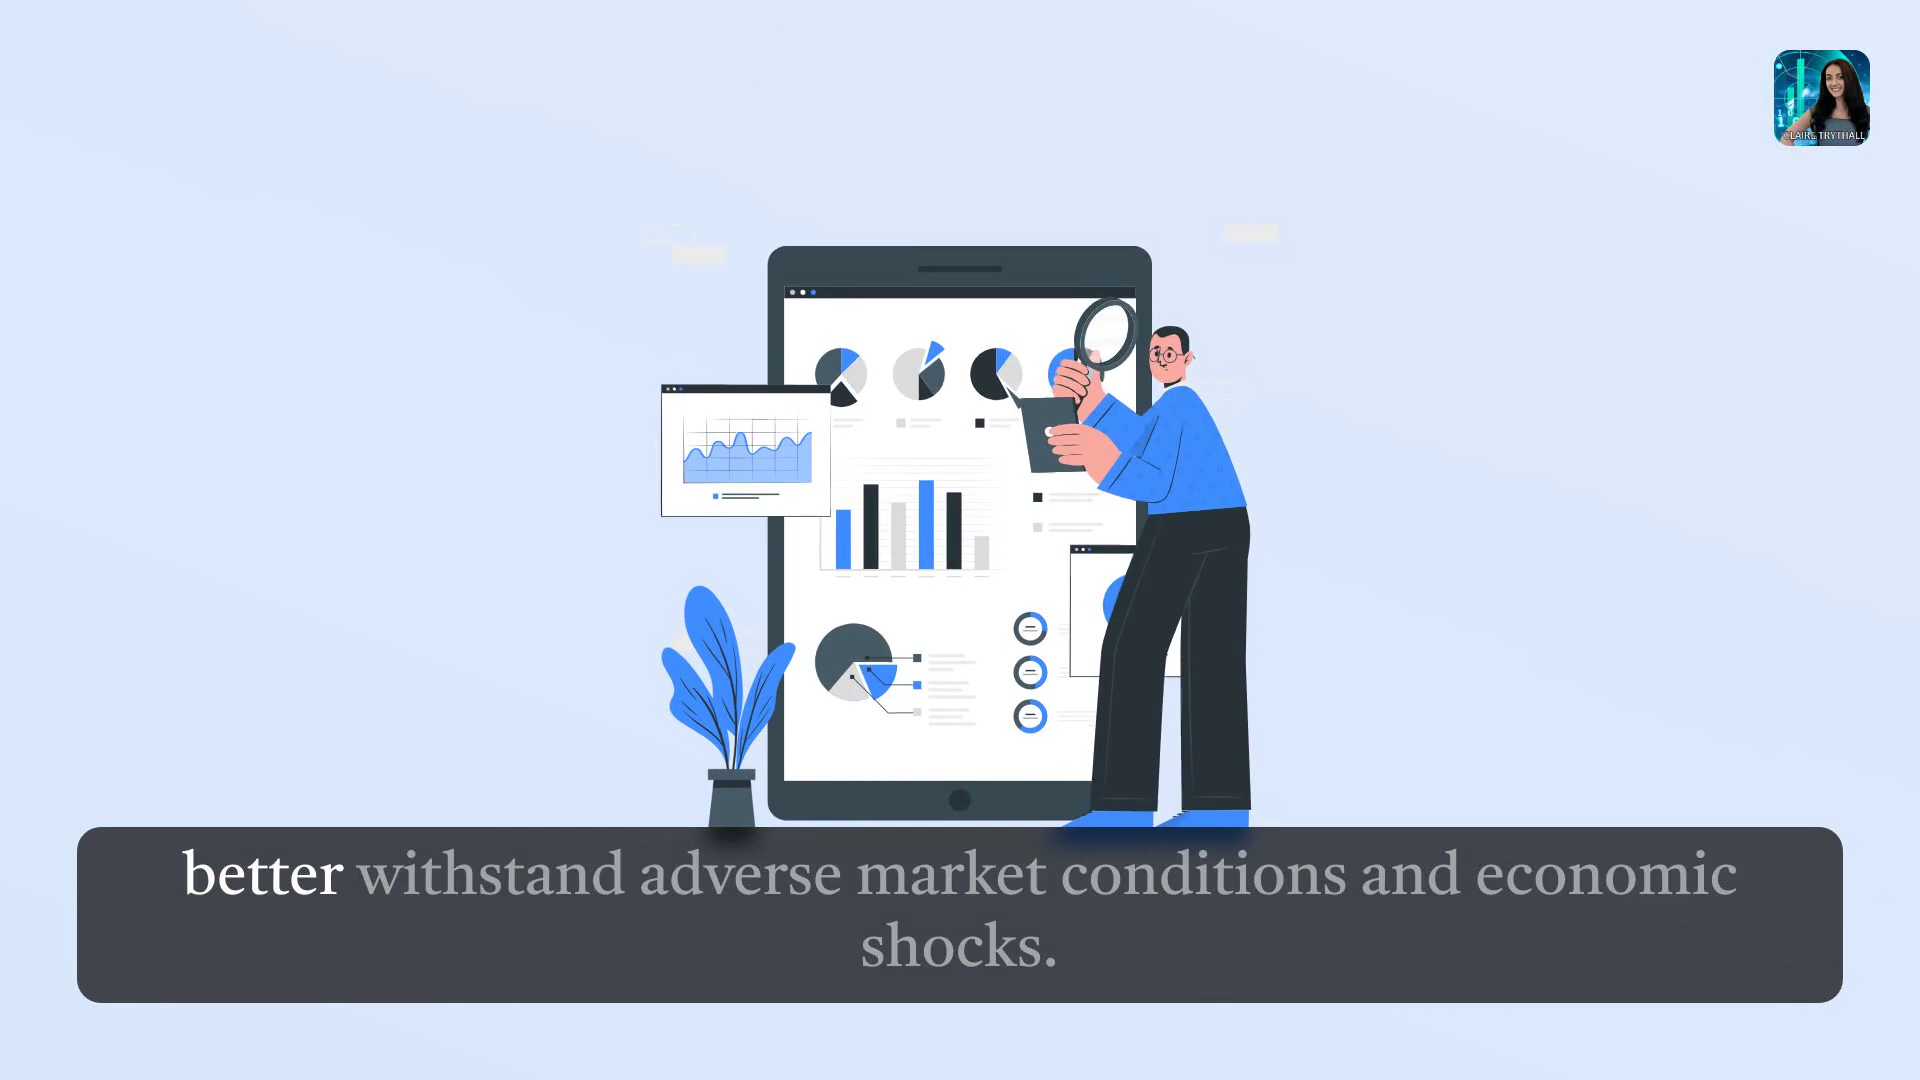 CLAIRE TRYTHALL
better withstand adverse market conditions and economic
shocks.